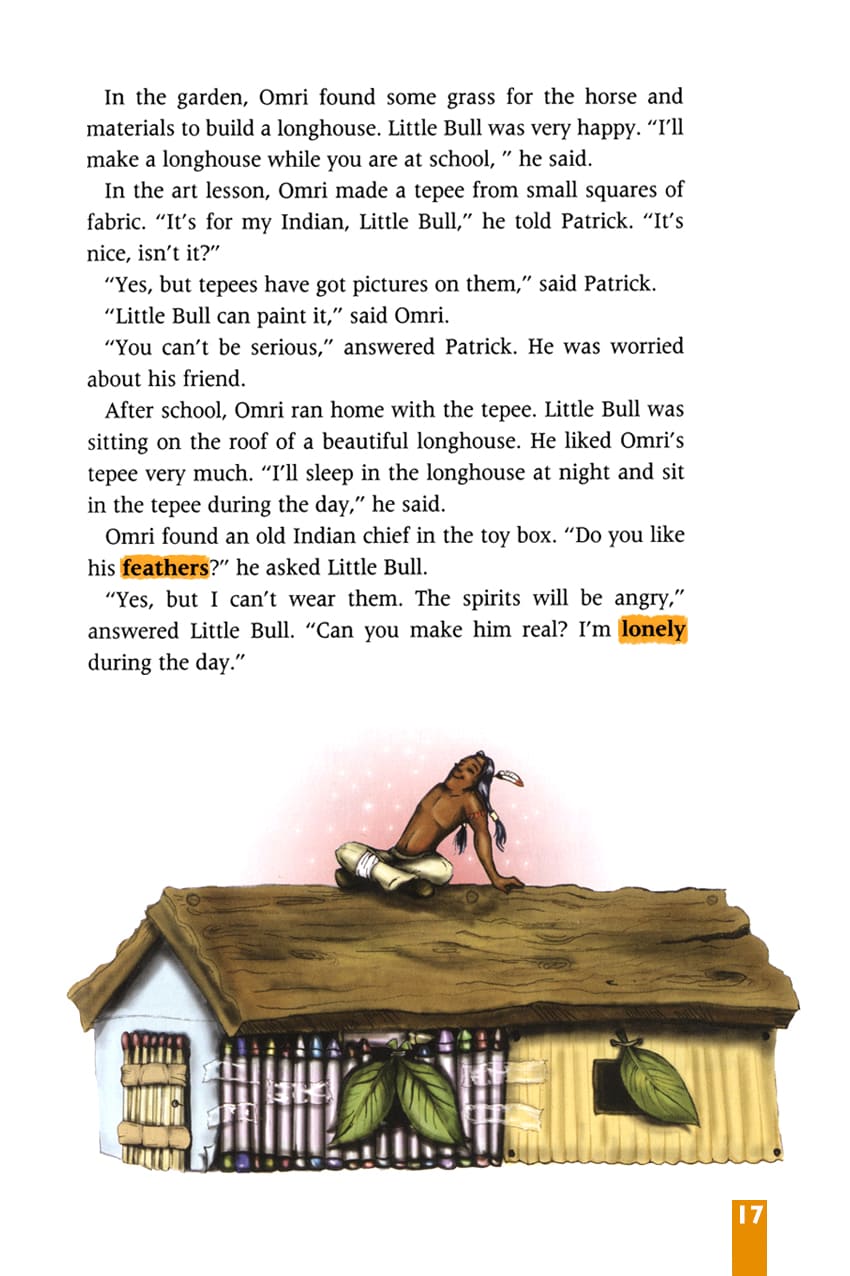 In the garden, Omri found some grass for the horse and
materials to build a longhouse. Little Bull was very happy. “I’ll
make a longhouse while you are at school, ” he said.
In the art lesson, Omri made a tepee from small squares of
fabric. “It’s for my Indian, Little Bull,” he told Patrick. “It’s
nice, isn’t it?”
“Yes, but tepees have got pictures on them,” said Patrick.
“Little Bull can paint it,” said Omri.
“You can’t be serious,” answered Patrick. He was worried
about his friend.
After school, Omri ran home with the tepee. Little Bull was
sitting on the roof of a beautiful longhouse. He liked Omri’s
tepee very much. “I’ll sleep in the longhouse at night and sit
in the tepee during the day,” he said.
Omri found an old Indian chief in the toy box. “Do you like
his feathers?” he asked Little Bull.
“Yes, but I can’t wear them. The spirits will be angry,”
answered Little Bull. “Can you make him real? I’m lonely
during the day.”
17